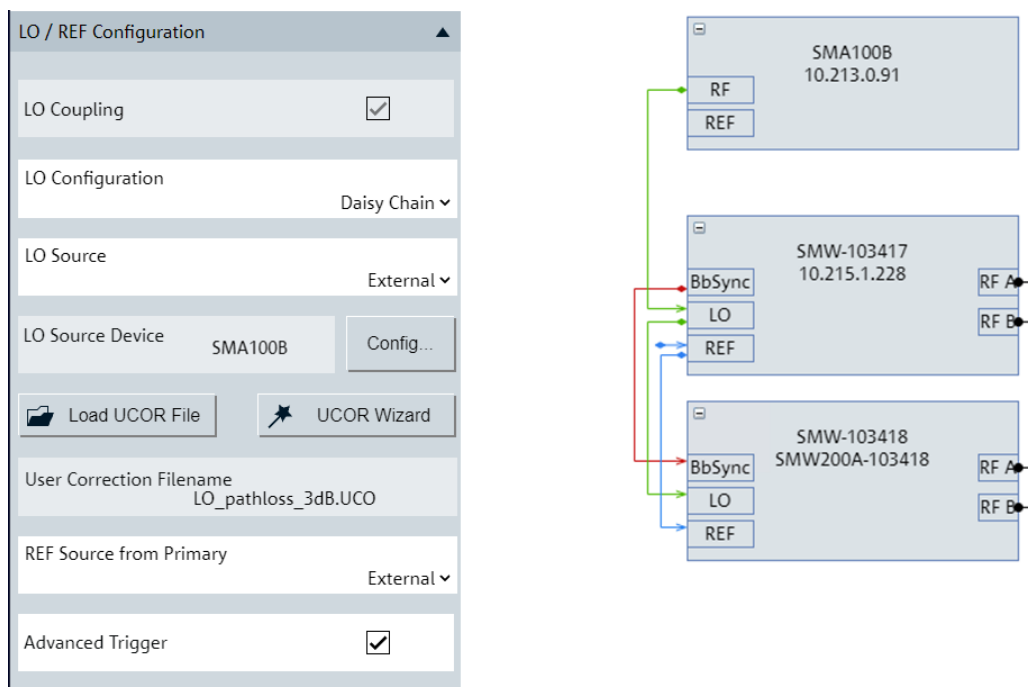 LO / REF Configuration
LO Coupling
LO Configuration
Daisy Chain
LO Source
External
LO Source Device
SMA100B
Config...
Load UCOR File
UCOR Wizard
User Correction Filename
LO_pathloss_3dB.UCO
REF Source from Primary
External
Advanced Trigger
SMA100B
10.213.0.91
RF
REF
SMW-103417
10.215.1.228
BbSync
RF A
LO
RF B
REF
SMW-103418
SMW200A-103418
BbSync
RF A
LO
RF B
REF